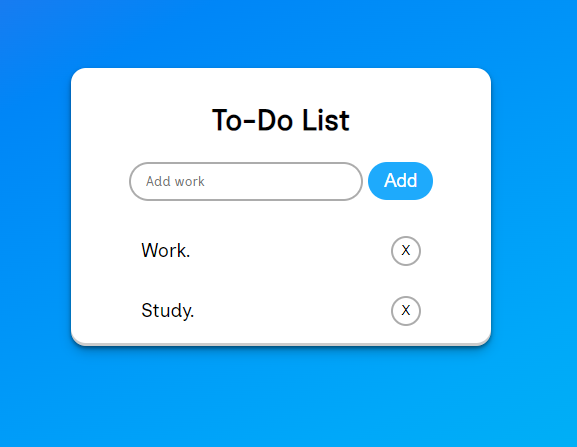 To-Do List
Add work
Add
Work.
X
Study.
X